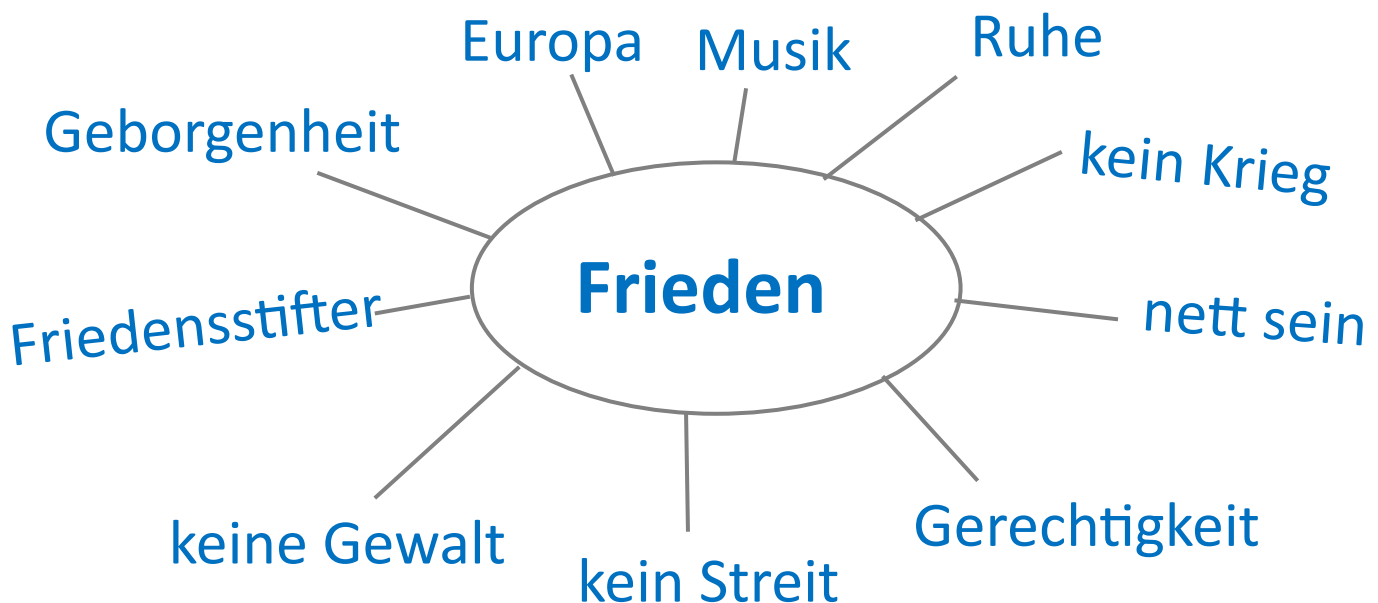 Europa
Musik
Ruhe
Geborgenheit
kein Krieg
Frieden
Friedensstifter
nett sein
keine Gewalt
kein Streit
Gerechtigkeit